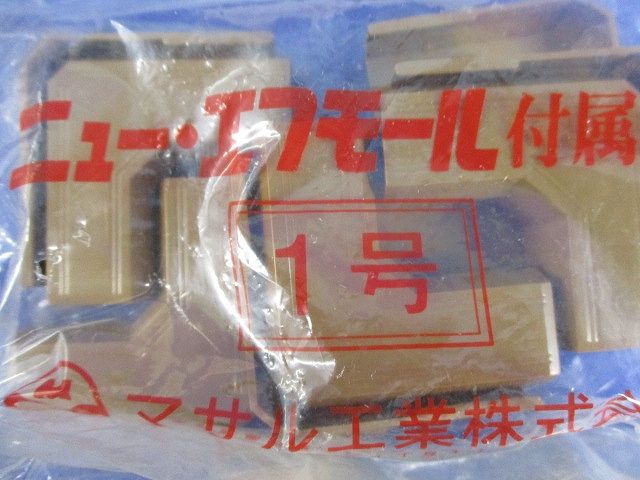 ニュー・エフモール付属
1号
マサル工業株式